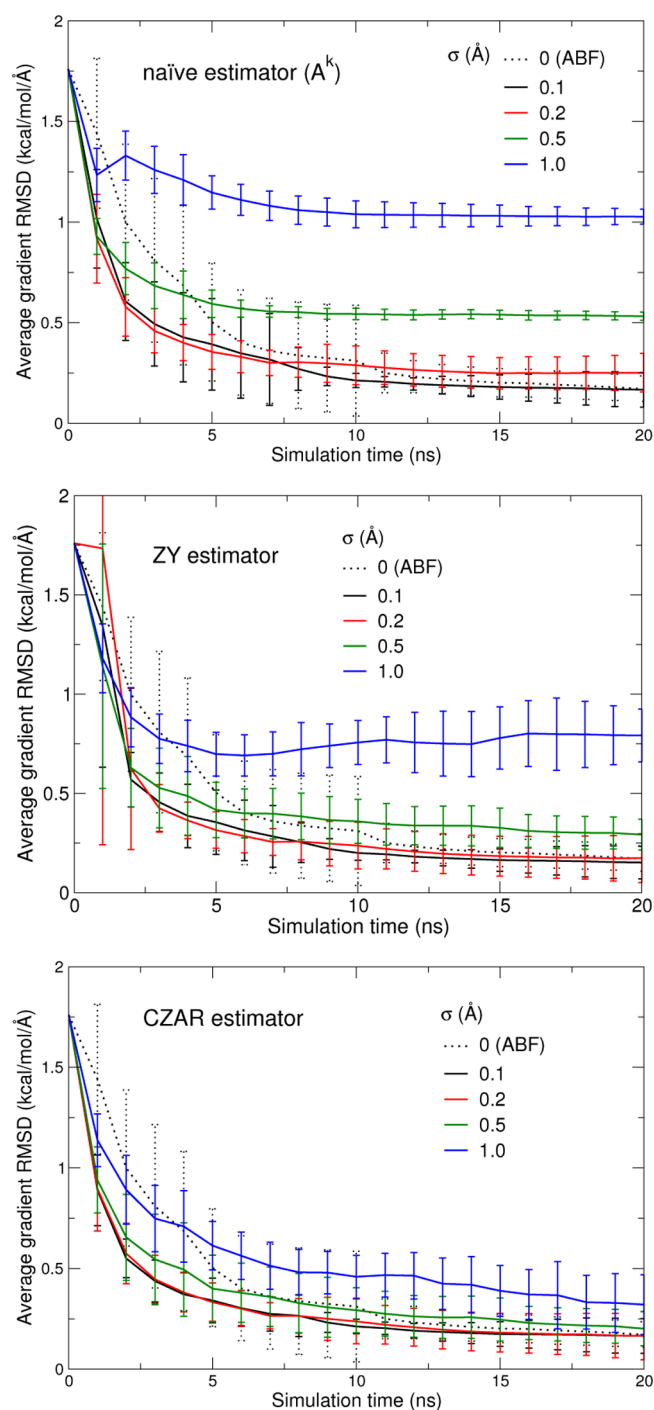 naïve estimator (Aᵏ)
σ (Å)
0 (ABF)
0.1
0.2
0.5
1.0
Average gradient RMSD (kcal/mol/Å)
2
1.5
1
0.5
0
0
5
10
15
20
Simulation time (ns)
ZY estimator
σ (Å)
0 (ABF)
0.1
0.2
0.5
1.0
Average gradient RMSD (kcal/mol/Å)
2
1.5
1
0.5
0
0
5
10
15
20
Simulation time (ns)
CZAR estimator
σ (Å)
0 (ABF)
0.1
0.2
0.5
1.0
Average gradient RMSD (kcal/mol/Å)
2
1.5
1
0.5
0
0
5
10
15
20
Simulation time (ns)